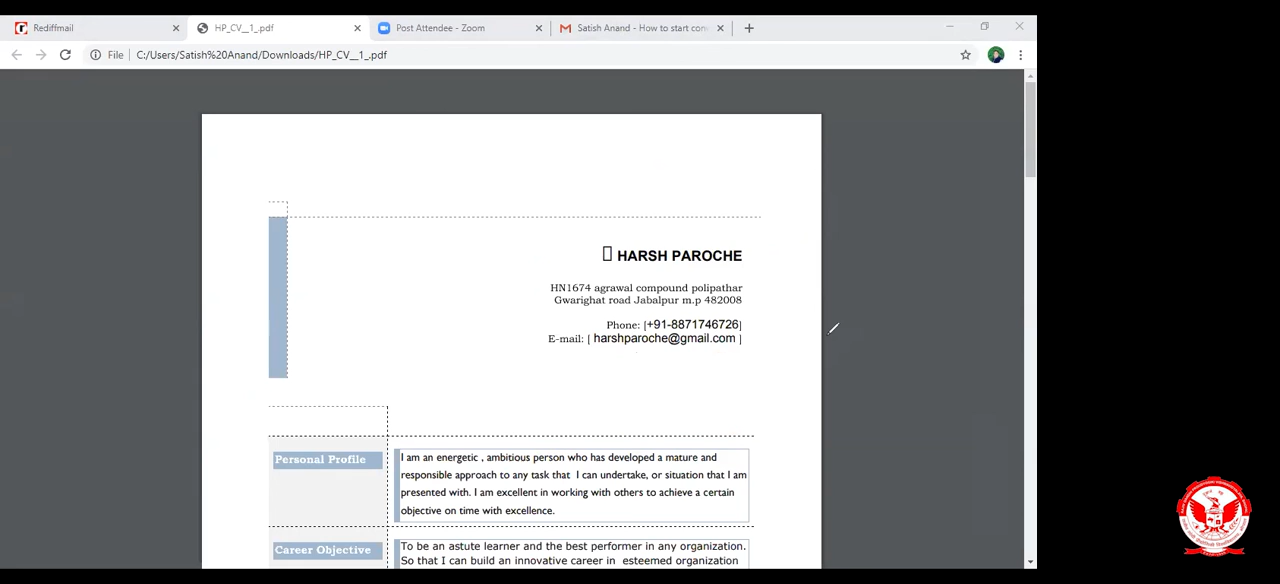 Rediffmail
HP_CV__1_.pdf
Post Attendee - Zoom
Satish Anand - How to start con
File
C:/Users/Satish%20Anand/Downloads/HP_CV__1_.pdf
HARSH PAROCHE
HN1674 agrawal compound polipathar
Gwarighat road Jabalpur m.p 482008
Phone: [+91-8871746726]
E-mail: [ harshparoche@gmail.com ]
Personal Profile
I am an energetic , ambitious person who has developed a mature and
responsible approach to any task that I can undertake, or situation that I am
presented with. I am excellent in working with others to achieve a certain
objective on time with excellence.
Career Objective
To be an astute learner and the best performer in any organization.
So that I can build an innovative career in esteemed organization